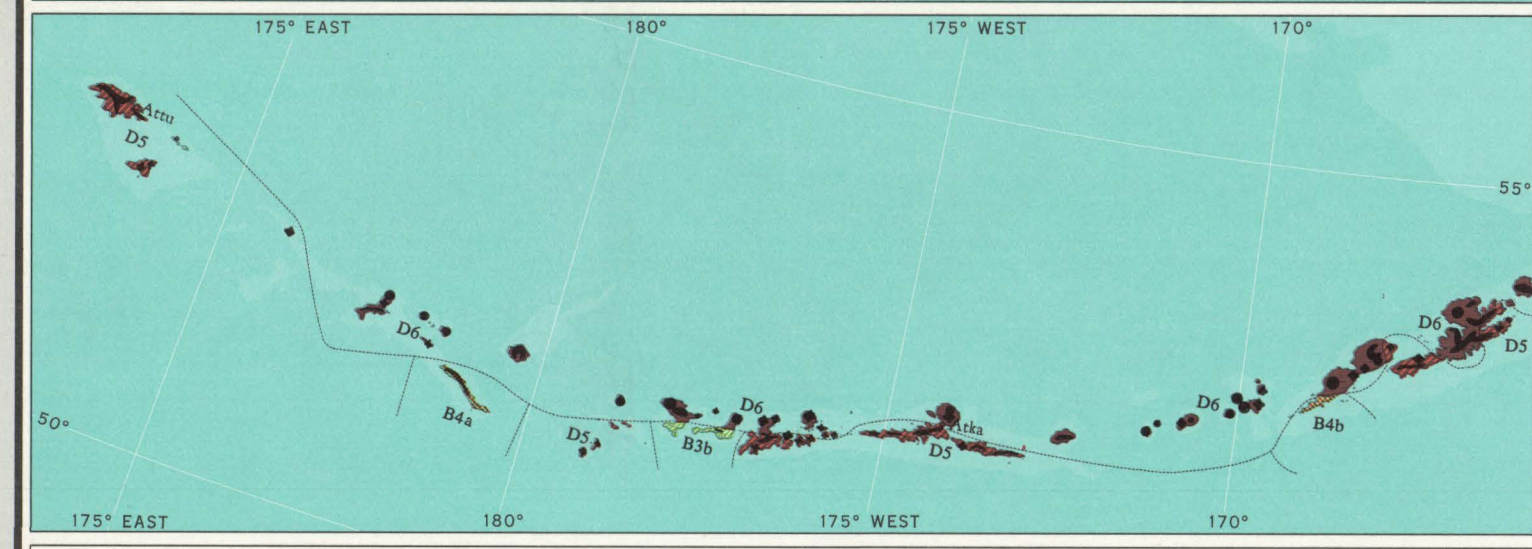 175° EAST 180° 175° WEST 170°
Attu
D5
55°
D6
D6
D5
D6
B4a
D6
50°
D5
B3b
Atka
D5
B4b
175° EAST 180° 175° WEST 170°